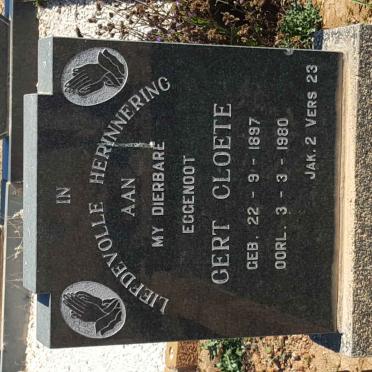 IN
LIEFDEVOLLE HERINNERING
AAN
MY DIERBARE
EGGENOOT
GERT CLOETE
GEB. 22 - 9 - 1897
OORL. 3 - 3 - 1980
JAK. 2 VERS 23